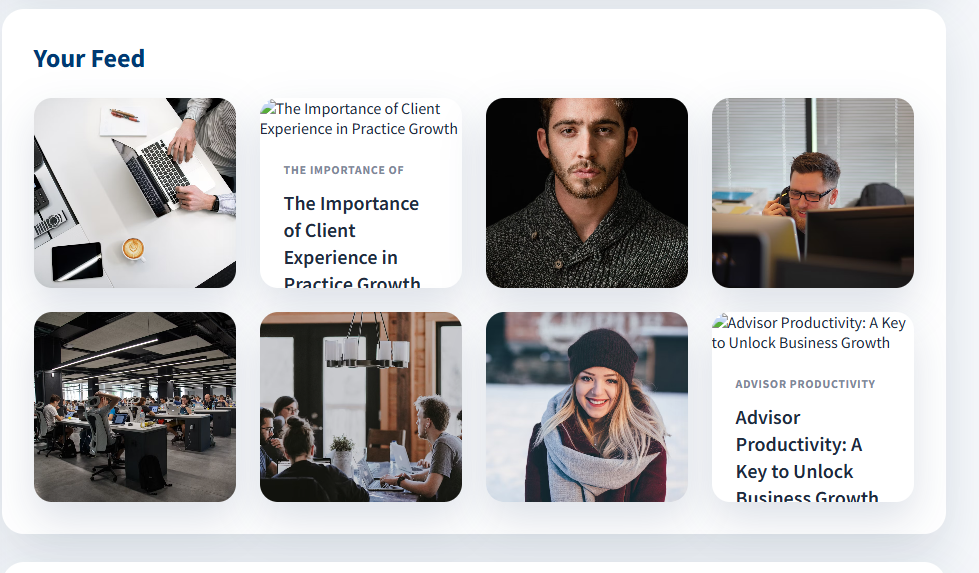 Your Feed
The Importance of Client
Experience in Practice Growth
THE IMPORTANCE OF
The Importance
of Client
Experience in
Practice Growth
Advisor Productivity: A Key
to Unlock Business Growth
ADVISOR PRODUCTIVITY
Advisor
Productivity: A
Key to Unlock
Business Growth